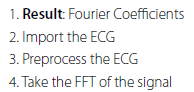 1. Result: Fourier Coefficients
2. Import the ECG
3. Preprocess the ECG
4. Take the FFT of the signal